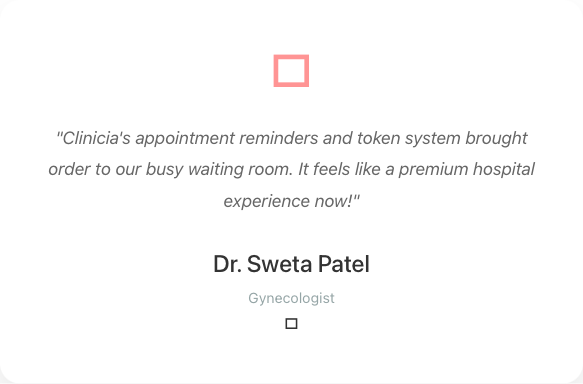 "Clinicia's appointment reminders and token system brought
order to our busy waiting room. It feels like a premium hospital
experience now!"
Dr. Sweta Patel
Gynecologist